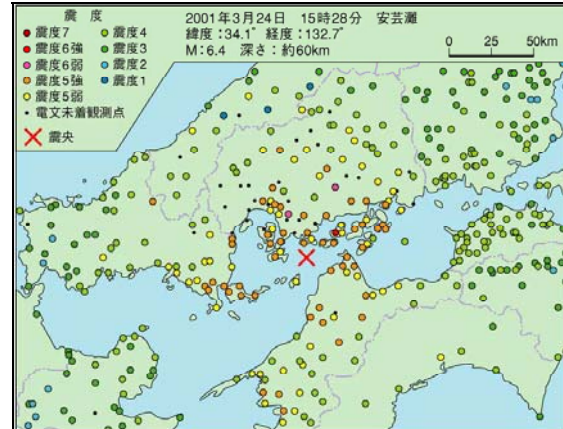 震 度
震度7
震度6強
震度6弱
震度5強
震度5弱
震度4
震度3
震度2
震度1
電文未着観測点
震央
2001年3月24日 15時28分 安芸灘
緯度:34.1° 経度:132.7°
M:6.4 深さ:約60km
0 25 50km